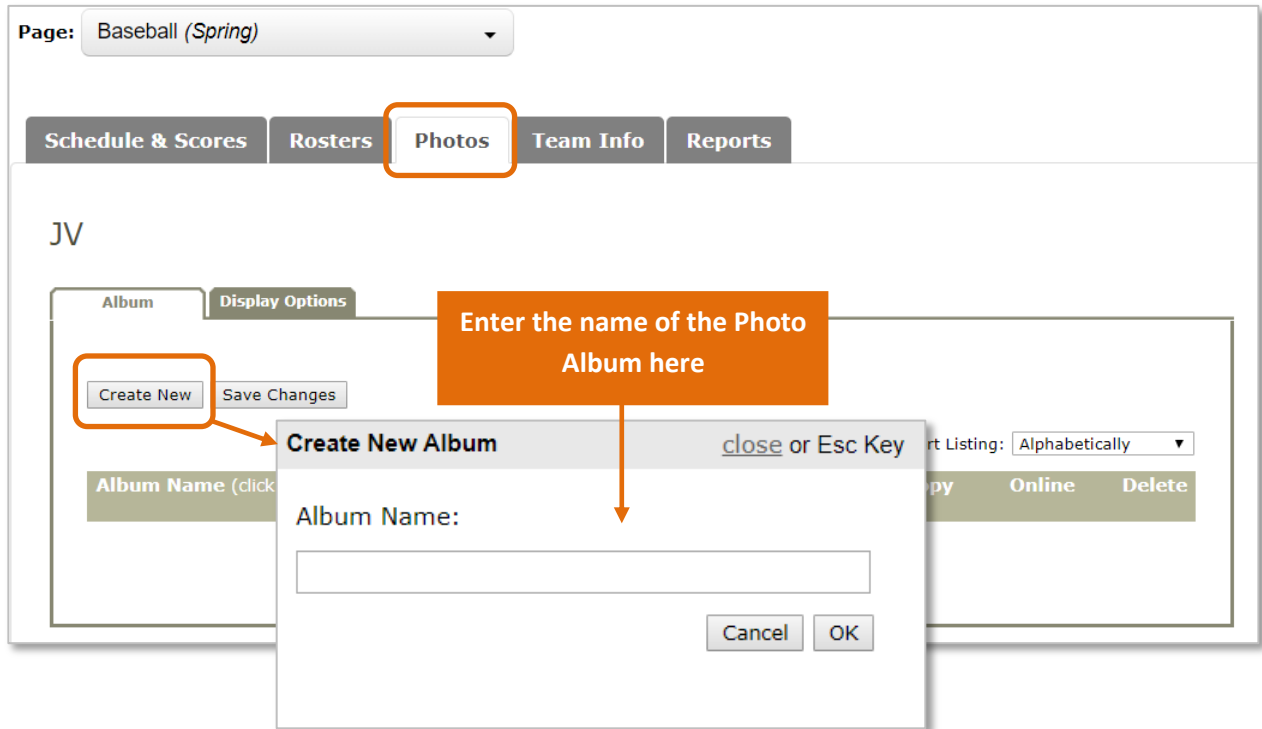 Page: Baseball (Spring)
Schedule & Scores Rosters Photos Team Info Reports
JV
Album Display Options
Enter the name of the Photo
Album here
Create New Save Changes
Create New Album close or Esc Key
Listing: Alphabetically
Album Name (click Online Delete
Album Name:
Cancel OK